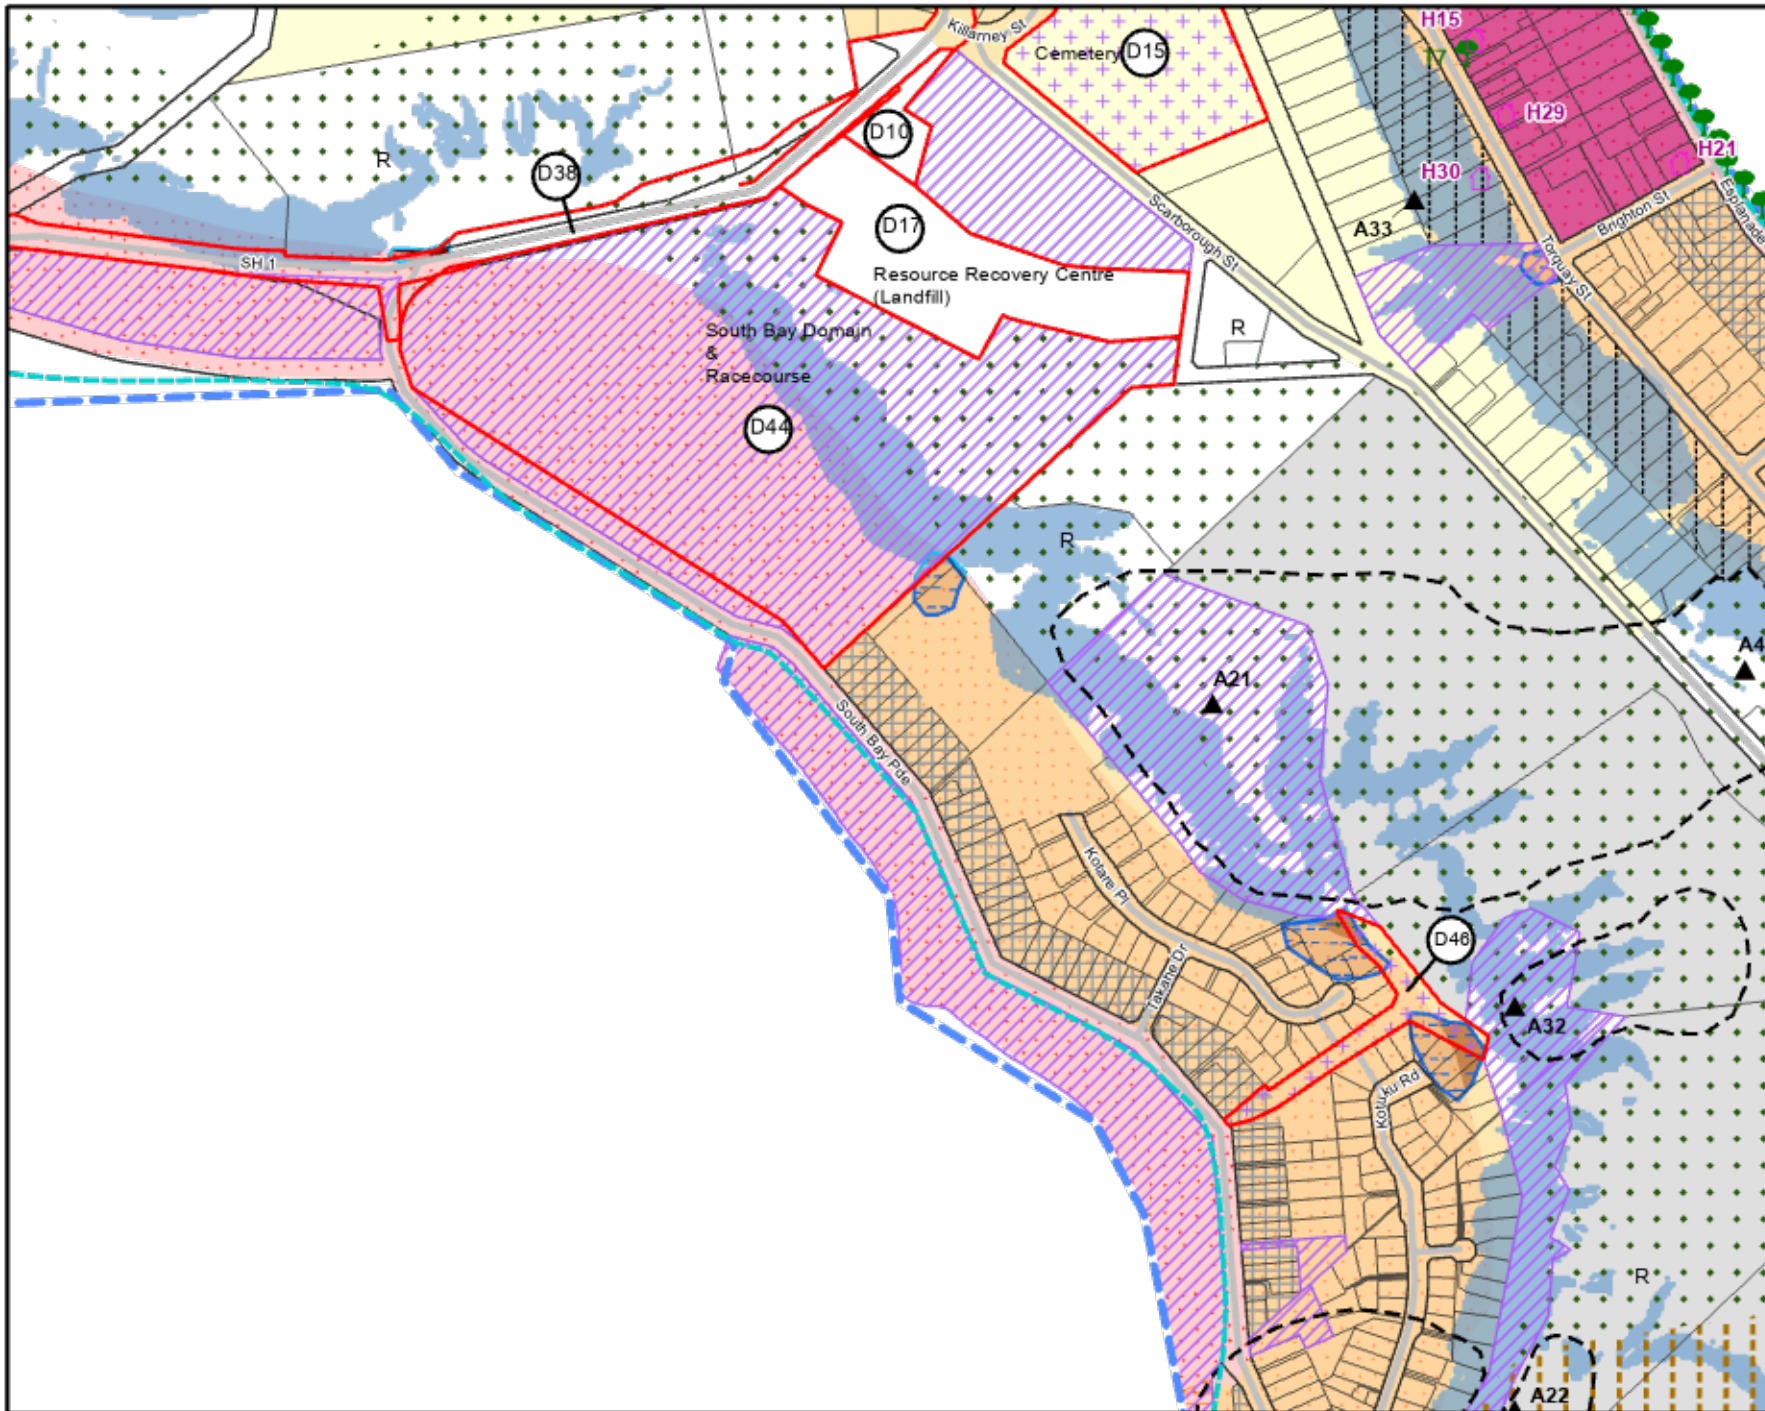 H15
Killarney St
Cemetery
D15
H29
D10
H21
R
H30
D38
Esplanade
Scarborough St
Brighton St
D17
A33
Torquay St
SH 1
Resource Recovery Centre
(Landfill)
South Bay Domain
&
Racecourse
R
D44
R
A4
A21
South Bay Pde
Kotare Pl
D46
Takahe Dr
A32
Kotuku Rd
R
A22